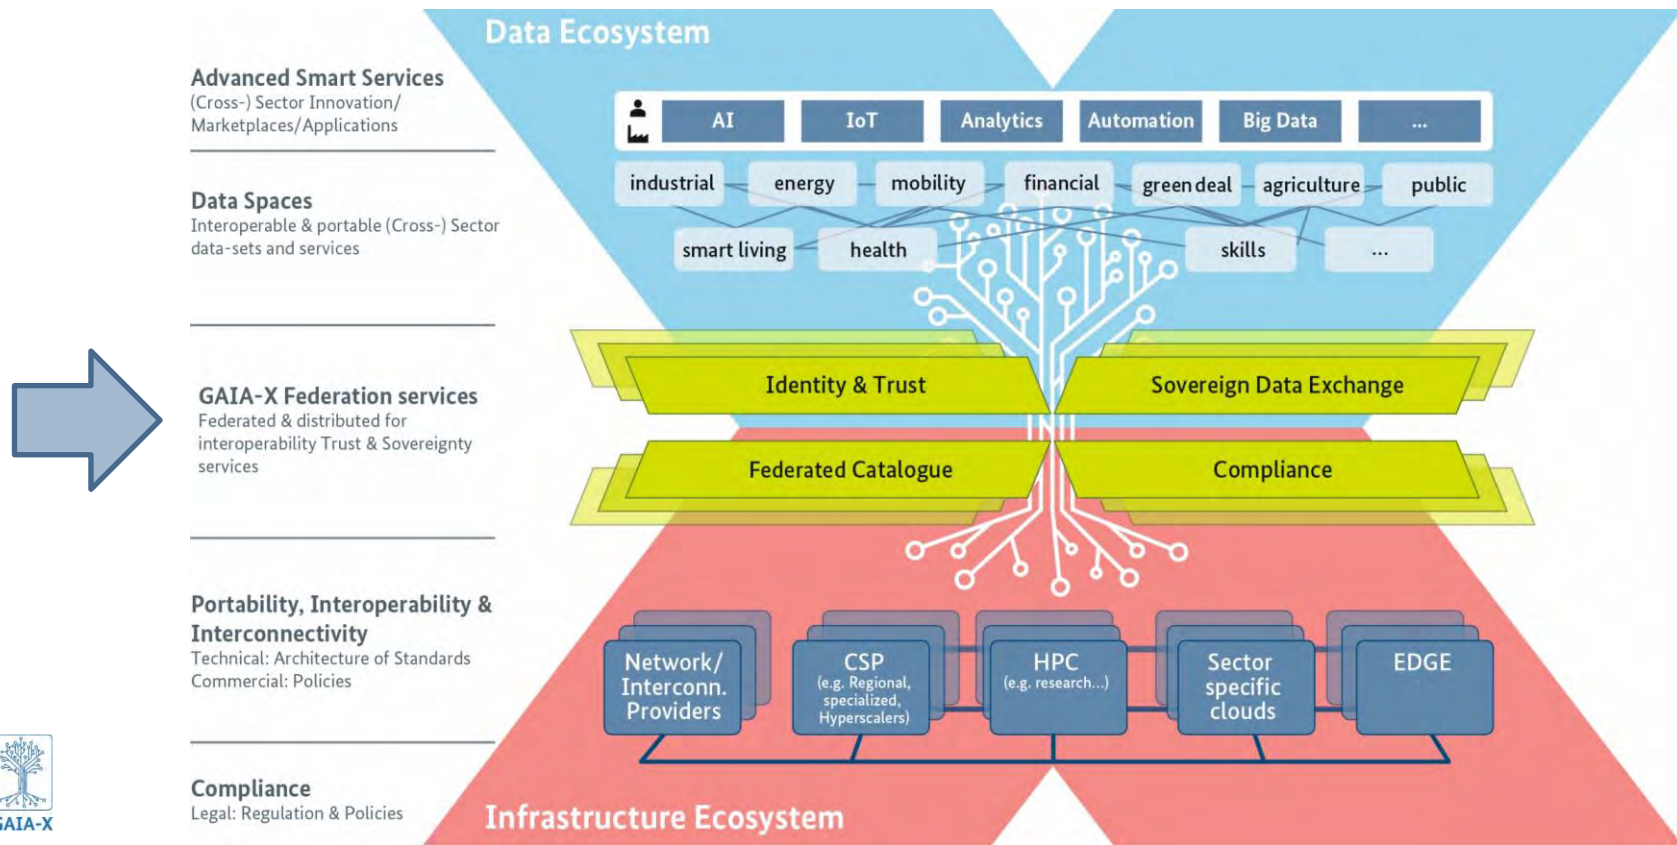 Data Ecosystem
Advanced Smart Services
(Cross-) Sector Innovation/
Marketplaces/Applications
AI
IoT
Analytics
Automation
Big Data
...
Data Spaces
Interoperable & portable (Cross-) Sector
data-sets and services
industrial
energy
mobility
financial
green deal
agriculture
public
smart living
health
skills
...
GAIA-X Federation services
Federated & distributed for
interoperability Trust & Sovereignty
services
Identity & Trust
Sovereign Data Exchange
Federated Catalogue
Compliance
Portability, Interoperability &
Interconnectivity
Technical: Architecture of Standards
Commercial: Policies
Network/
Interconn.
Providers
CSP
(e.g. Regional,
specialized,
Hyperscalers)
HPC
(e.g. research...)
Sector
specific
clouds
EDGE
Compliance
Legal: Regulation & Policies
Infrastructure Ecosystem
GAIA-X